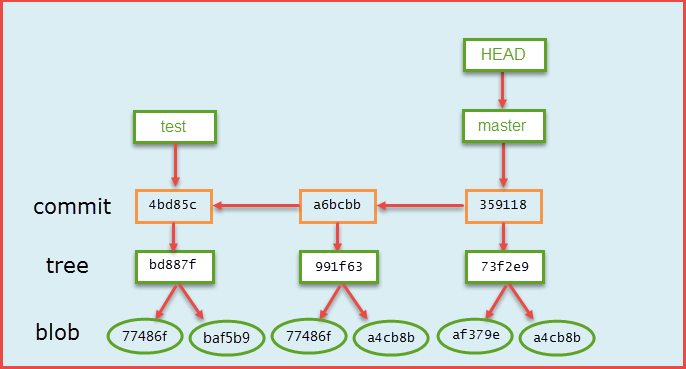 HEAD
test
master
commit
4bd85c
a6bcbb
359118
tree
bd887f
991f63
73f2e9
blob
77486f
baf5b9
77486f
a4cb8b
af379e
a4cb8b